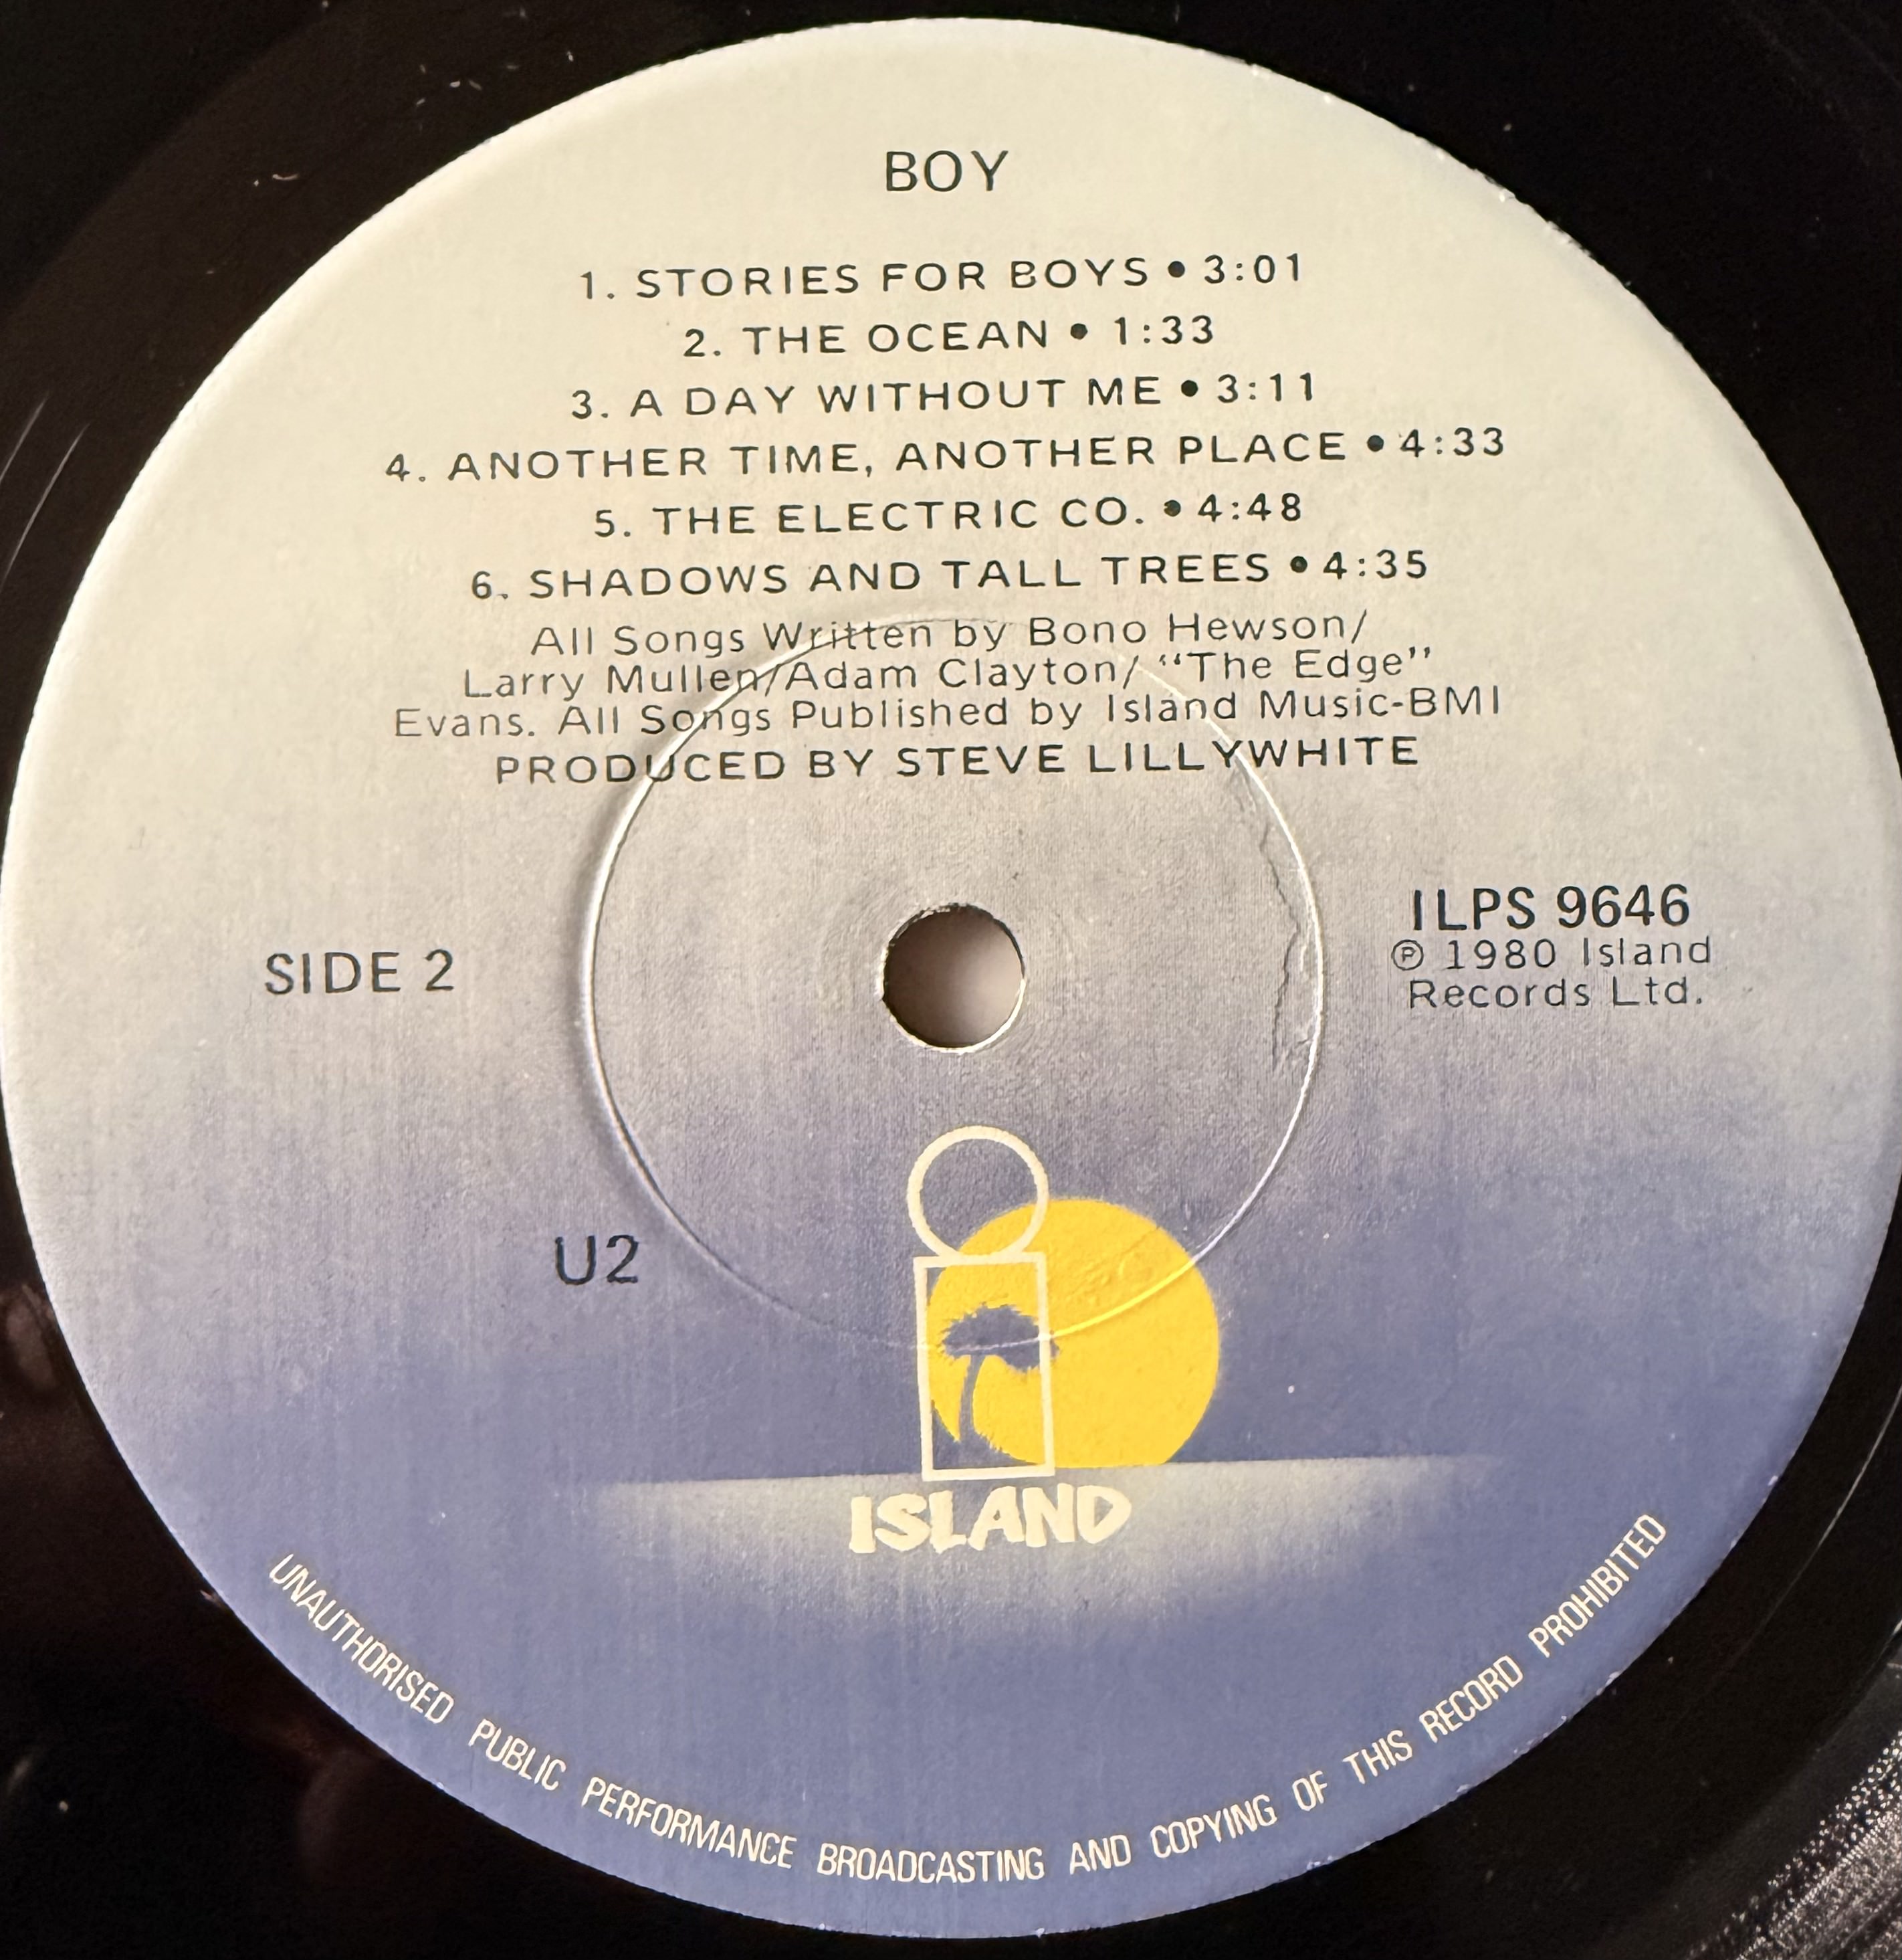 BOY
1. STORIES FOR BOYS • 3:01
2. THE OCEAN • 1:33
3. A DAY WITHOUT ME • 3:11
4. ANOTHER TIME, ANOTHER PLACE • 4:33
5. THE ELECTRIC CO. • 4:48
6. SHADOWS AND TALL TREES • 4:35
All Songs Written by Bono Hewson/
Larry Mullen/Adam Clayton/ “The Edge”
Evans. All Songs Published by Island Music-BMI
PRODUCED BY STEVE LILLYWHITE
SIDE 2
ILPS 9646
℗ 1980 Island
Records Ltd.
U2
ISLAND
UNAUTHORISED PUBLIC PERFORMANCE BROADCASTING AND COPYING OF THIS RECORD PROHIBITED